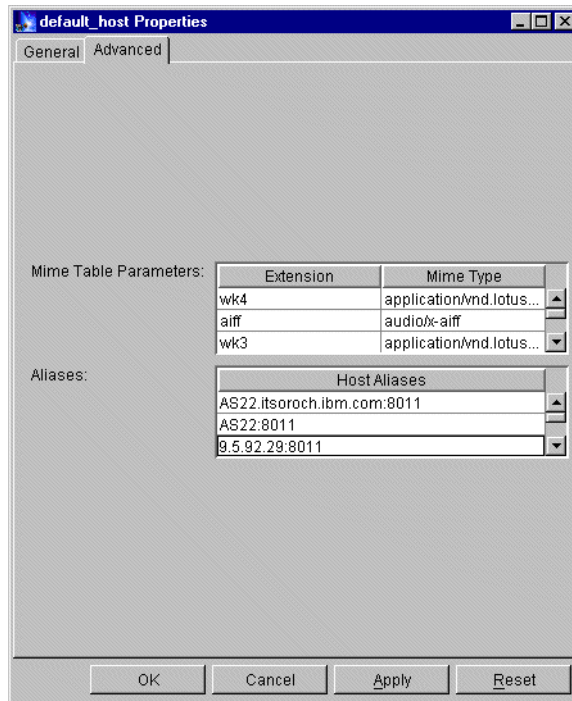 default_host Properties
General Advanced
Mime Table Parameters:
Extension Mime Type
wk4 application/vnd.lotus...
aiff audio/x-aiff
wk3 application/vnd.lotus...
Aliases:
Host Aliases
AS22.itsoroch.ibm.com:8011
AS22:8011
9.5.92.29:8011
OK Cancel Apply Reset